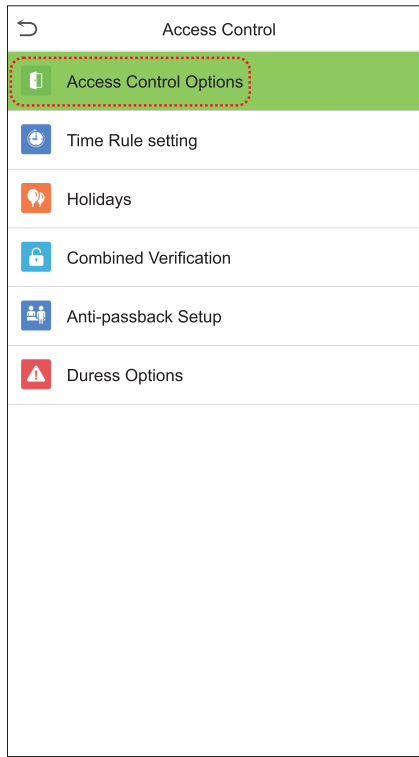 Access Control
Access Control Options
Time Rule setting
Holidays
Combined Verification
Anti-passback Setup
Duress Options